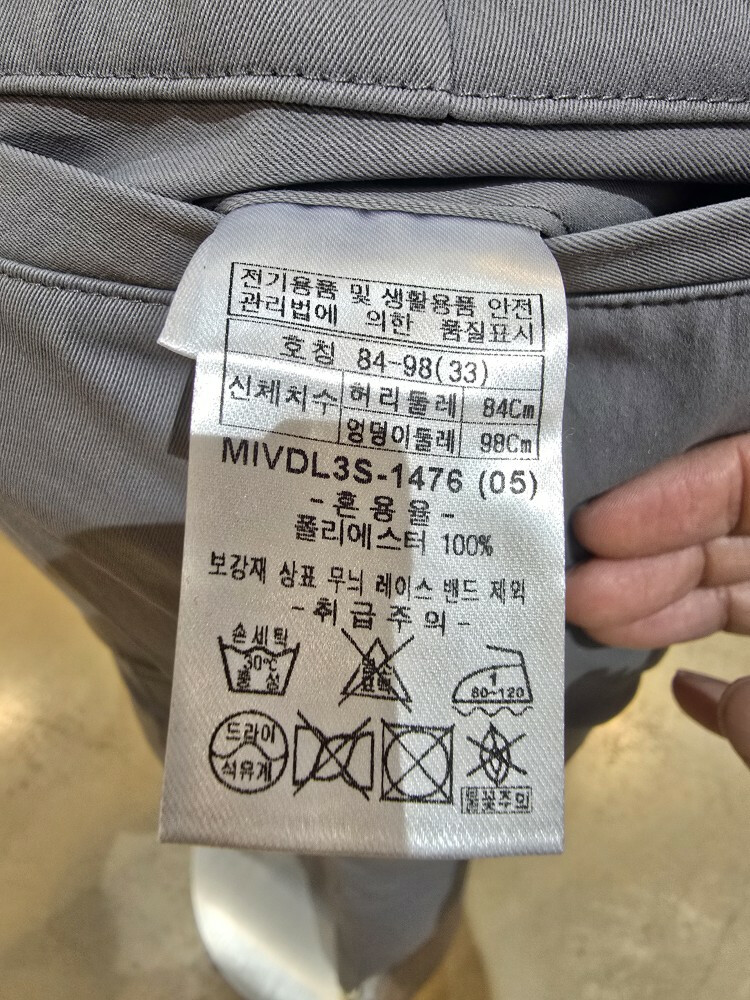 전기용품 및 생활용품 안전
관리법에 의한 품질표시
호칭 84-98(33)
신체치수 허리둘레 84Cm
엉덩이둘레 98Cm
MIVDL3S-1476 (05)
- 혼용율 -
폴리에스터 100%
보강재 상표 무늬 레이스 밴드 제외
- 취급주의 -
손세탁
30℃
중성
1
80~120
드라이
석유계
불꽃주의